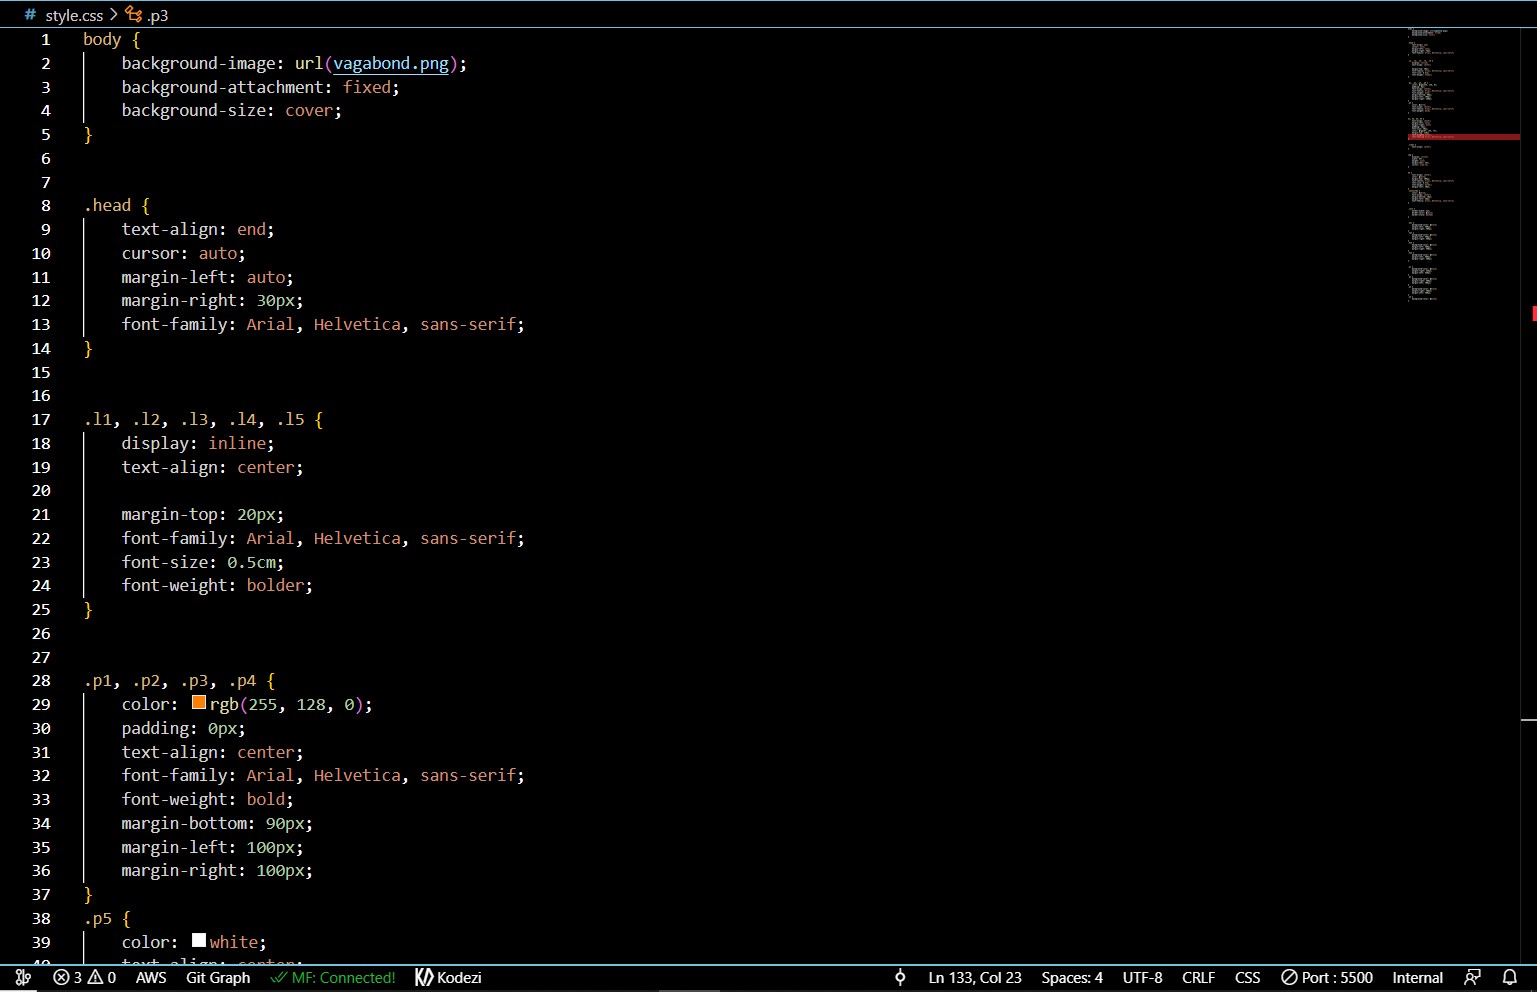 # style.css > .p3
1 body {
2 background-image: url(vagabond.png);
3 background-attachment: fixed;
4 background-size: cover;
5 }
6
7
8 .head {
9 text-align: end;
10 cursor: auto;
11 margin-left: auto;
12 margin-right: 30px;
13 font-family: Arial, Helvetica, sans-serif;
14 }
15
16
17 .l1, .l2, .l3, .l4, .l5 {
18 display: inline;
19 text-align: center;
20
21 margin-top: 20px;
22 font-family: Arial, Helvetica, sans-serif;
23 font-size: 0.5cm;
24 font-weight: bolder;
25 }
26
27
28 .p1, .p2, .p3, .p4 {
29 color: rgb(255, 128, 0);
30 padding: 0px;
31 text-align: center;
32 font-family: Arial, Helvetica, sans-serif;
33 font-weight: bold;
34 margin-bottom: 90px;
35 margin-left: 100px;
36 margin-right: 100px;
37 }
38 .p5 {
39 color: white;
40 text-align: center;
3 0 AWS Git Graph MF: Connected! Kodezi Ln 133, Col 23 Spaces: 4 UTF-8 CRLF CSS Port : 5500 Internal